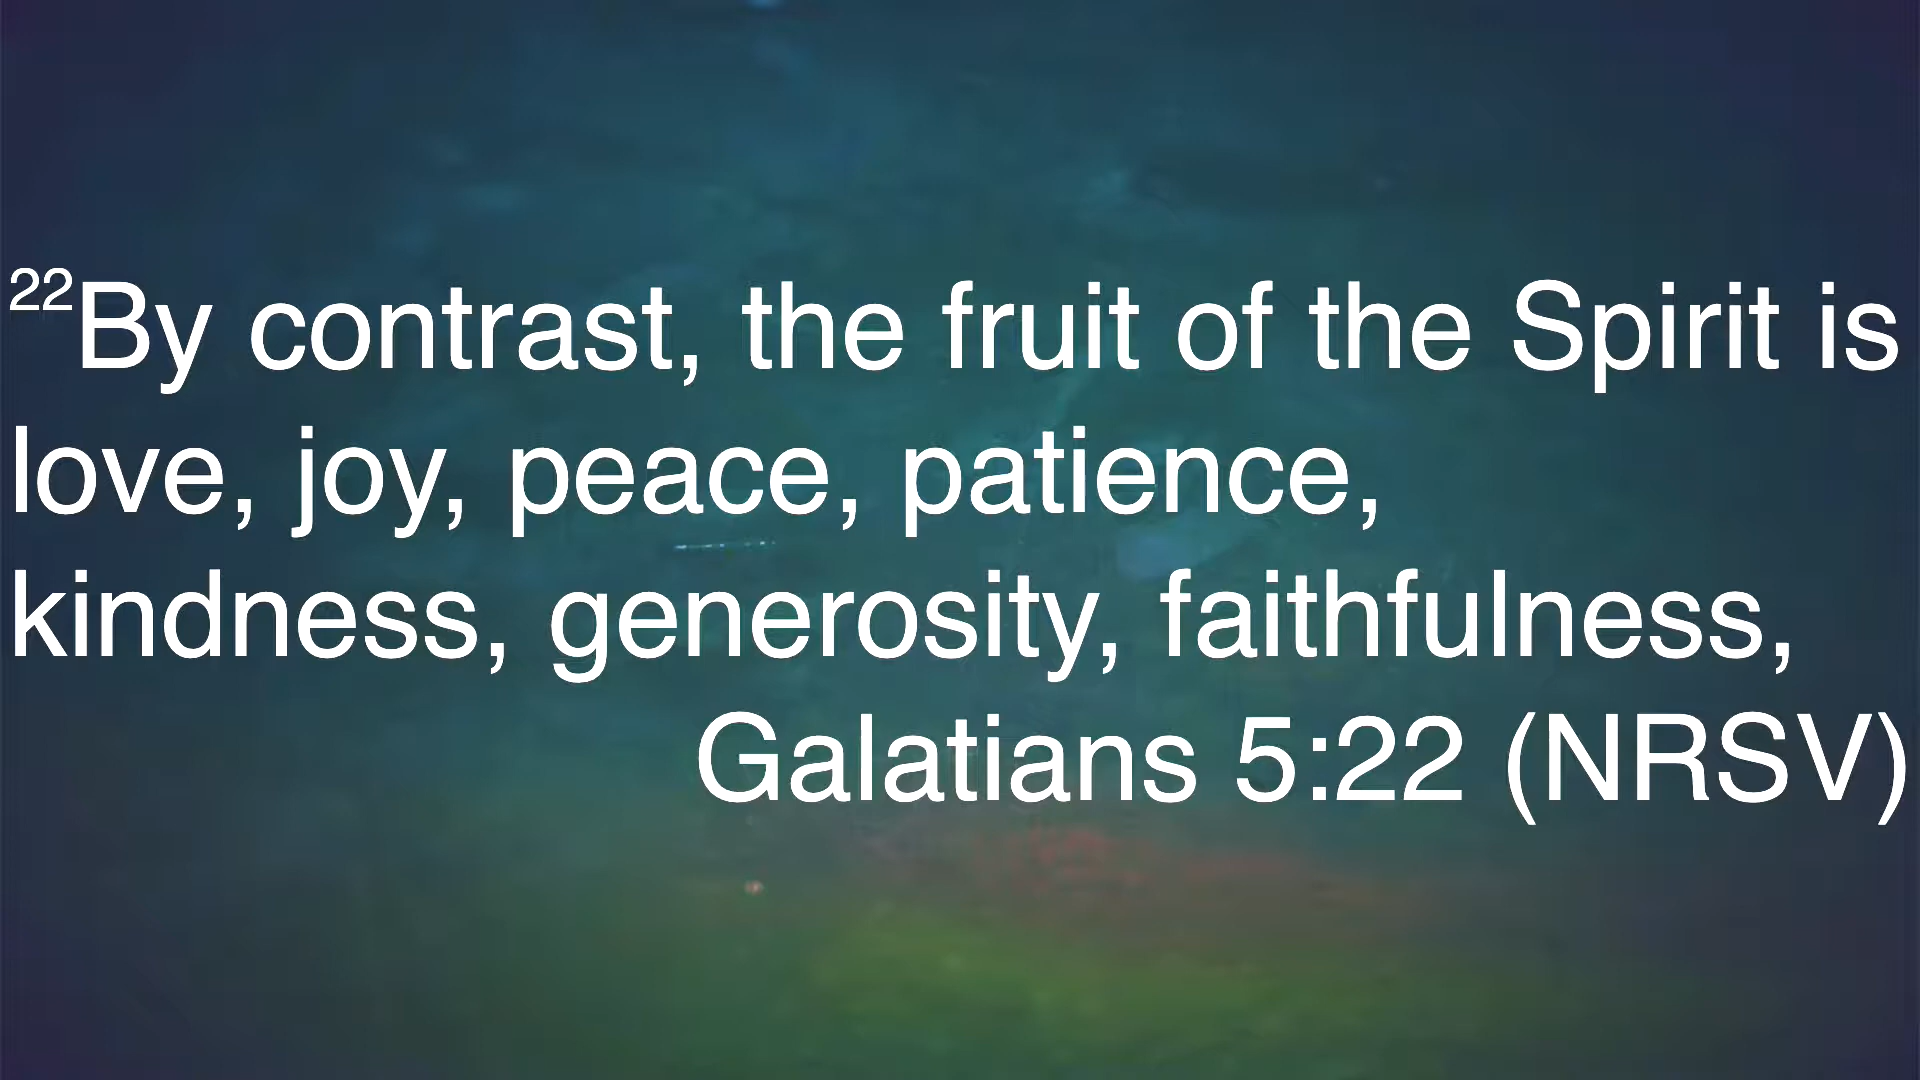 22By contrast, the fruit of the Spirit is
love, joy, peace, patience,
kindness, generosity, faithfulness,
Galatians 5:22 (NRSV)